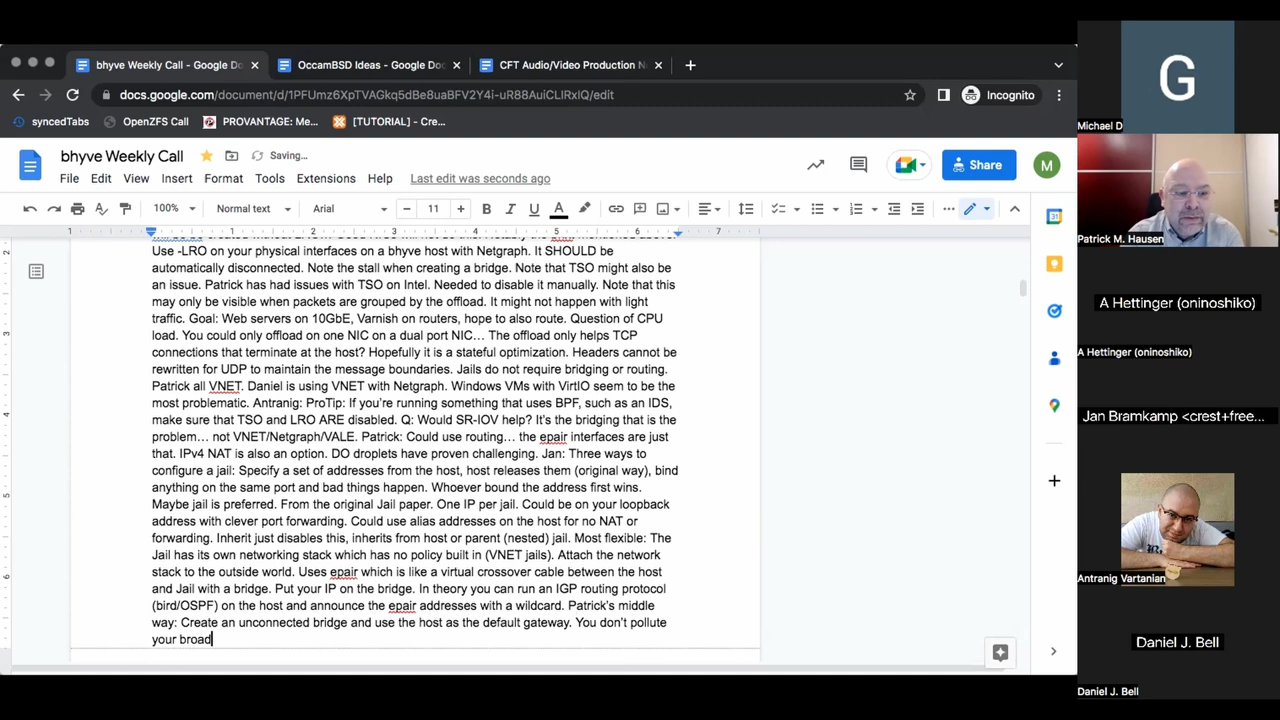 bhyve Weekly Call - Google Do
OccamBSD Ideas - Google Doc
CFT Audio/Video Production N
docs.google.com/document/d/1PFUmz6XpTVAGkq5dBe8uaBFV2Y4i-uR88AuiCLlRxlQ/edit
Incognito
syncedTabs
OpenZFS Call
PROVANTAGE: Me...
[TUTORIAL] - Cre...
bhyve Weekly Call
Saving...
Share
M
File Edit View Insert Format Tools Extensions Help Last edit was seconds ago
100% Normal text Arial 11 B I U A
1 1 2 3 4 5 6 7
2
3
4
5
6
Use -LRO on your physical interfaces on a bhyve host with Netgraph. It SHOULD be
automatically disconnected. Note the stall when creating a bridge. Note that TSO might also be
an issue. Patrick has had issues with TSO on Intel. Needed to disable it manually. Note that this
may only be visible when packets are grouped by the offload. It might not happen with light
traffic. Goal: Web servers on 10GbE, Varnish on routers, hope to also route. Question of CPU
load. You could only offload on one NIC on a dual port NIC… The offload only helps TCP
connections that terminate at the host? Hopefully it is a stateful optimization. Headers cannot be
rewritten for UDP to maintain the message boundaries. Jails do not require bridging or routing.
Patrick all VNET. Daniel is using VNET with Netgraph. Windows VMs with VirtIO seem to be the
most problematic. Antranig: ProTip: If you’re running something that uses BPF, such as an IDS,
make sure that TSO and LRO ARE disabled. Q: Would SR-IOV help? It’s the bridging that is the
problem… not VNET/Netgraph/VALE. Patrick: Could use routing… the epair interfaces are just
that. IPv4 NAT is also an option. DO droplets have proven challenging. Jan: Three ways to
configure a jail: Specify a set of addresses from the host, host releases them (original way), bind
anything on the same port and bad things happen. Whoever bound the address first wins.
Maybe jail is preferred. From the original Jail paper. One IP per jail. Could be on your loopback
address with clever port forwarding. Could use alias addresses on the host for no NAT or
forwarding. Inherit just disables this, inherits from host or parent (nested) jail. Most flexible: The
Jail has its own networking stack which has no policy built in (VNET jails). Attach the network
stack to the outside world. Uses epair which is like a virtual crossover cable between the host
and Jail with a bridge. Put your IP on the bridge. In theory you can run an IGP routing protocol
(bird/OSPF) on the host and announce the epair addresses with a wildcard. Patrick’s middle
way: Create an unconnected bridge and use the host as the default gateway. You don’t pollute
your broad
G
Michael D
Patrick M. Hausen
A Hettinger (oninoshiko)
A Hettinger (oninoshiko)
Jan Bramkamp <crest+free...
Antranig Vartanian
Daniel J. Bell
Daniel J. Bell